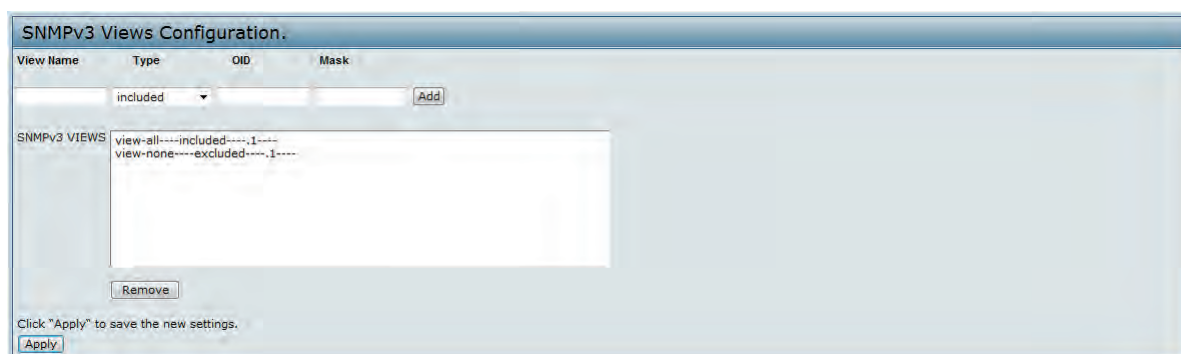 SNMPv3 Views Configuration.
View Name Type OID Mask
included Add
SNMPv3 VIEWS
view-all----included----.1----
view-none----excluded----.1----
Remove
Click "Apply" to save the new settings.
Apply